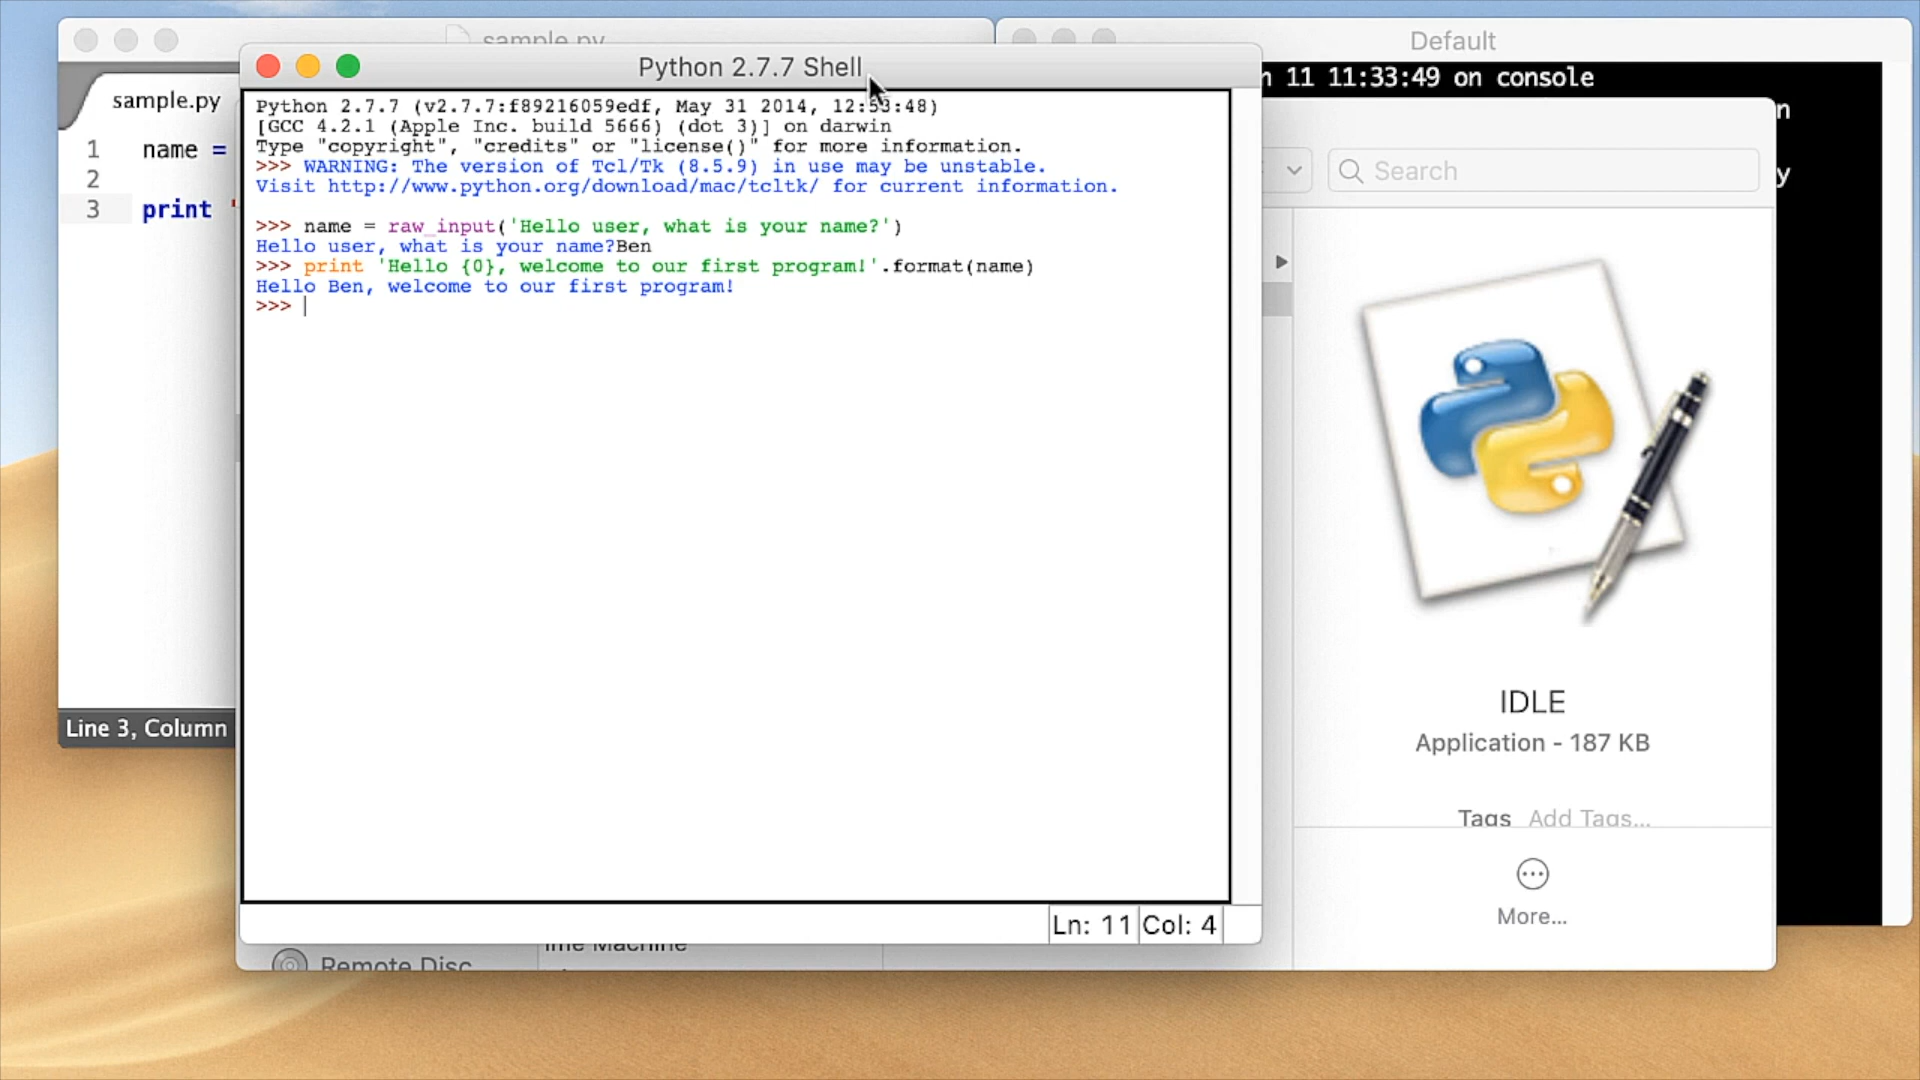 sample.py
Default
Python 2.7.7 Shell
n 11 11:33:49 on console
n
y
sample.py
1 name =
2
3 print '
Python 2.7.7 (v2.7.7:f89216059edf, May 31 2014, 12:53:48)
[GCC 4.2.1 (Apple Inc. build 5666) (dot 3)] on darwin
Type "copyright", "credits" or "license()" for more information.
>>> WARNING: The version of Tcl/Tk (8.5.9) in use may be unstable.
Visit http://www.python.org/download/mac/tcltk/ for current information.
>>> name = raw_input('Hello user, what is your name?')
Hello user, what is your name?Ben
>>> print 'Hello {0}, welcome to our first program!'.format(name)
Hello Ben, welcome to our first program!
>>>
Search
IDLE
Application - 187 KB
Tags Add Tags...
More...
Line 3, Column
Ln: 11 Col: 4
ime Machine
Remote Disc